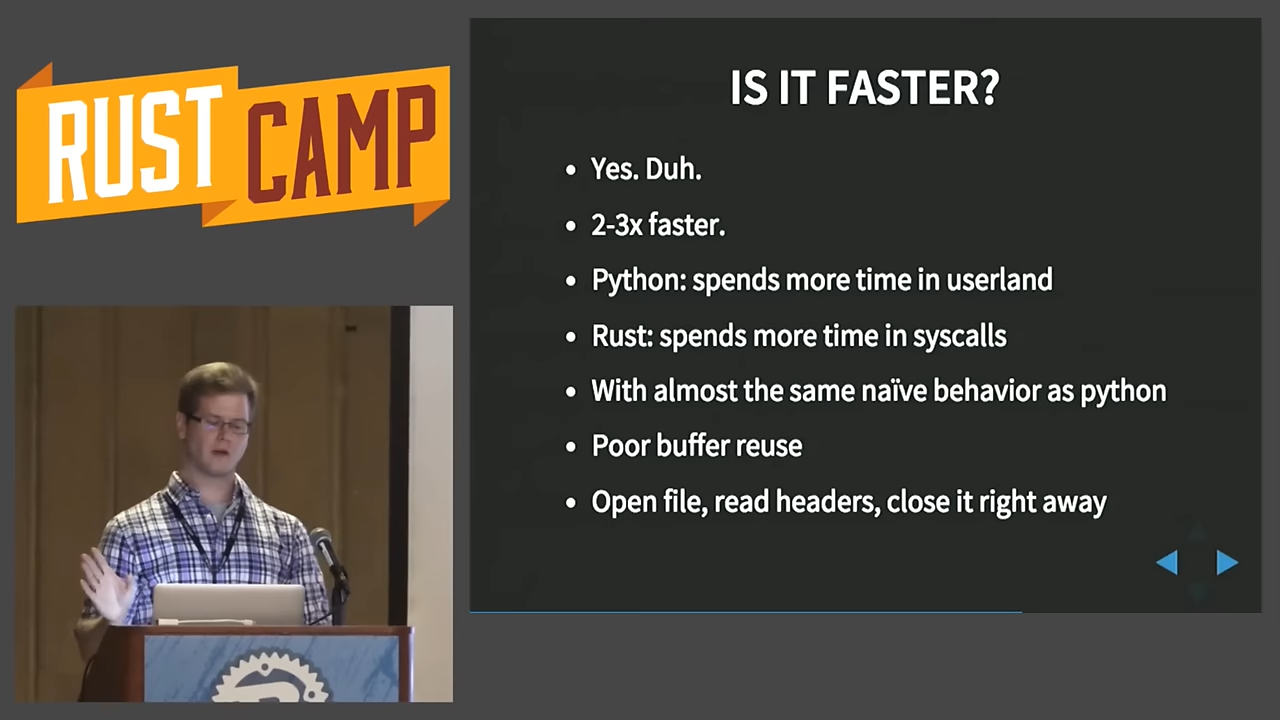 RUST CAMP
IS IT FASTER?
• Yes. Duh.
• 2-3x faster.
• Python: spends more time in userland
• Rust: spends more time in syscalls
• With almost the same naïve behavior as python
• Poor buffer reuse
• Open file, read headers, close it right away